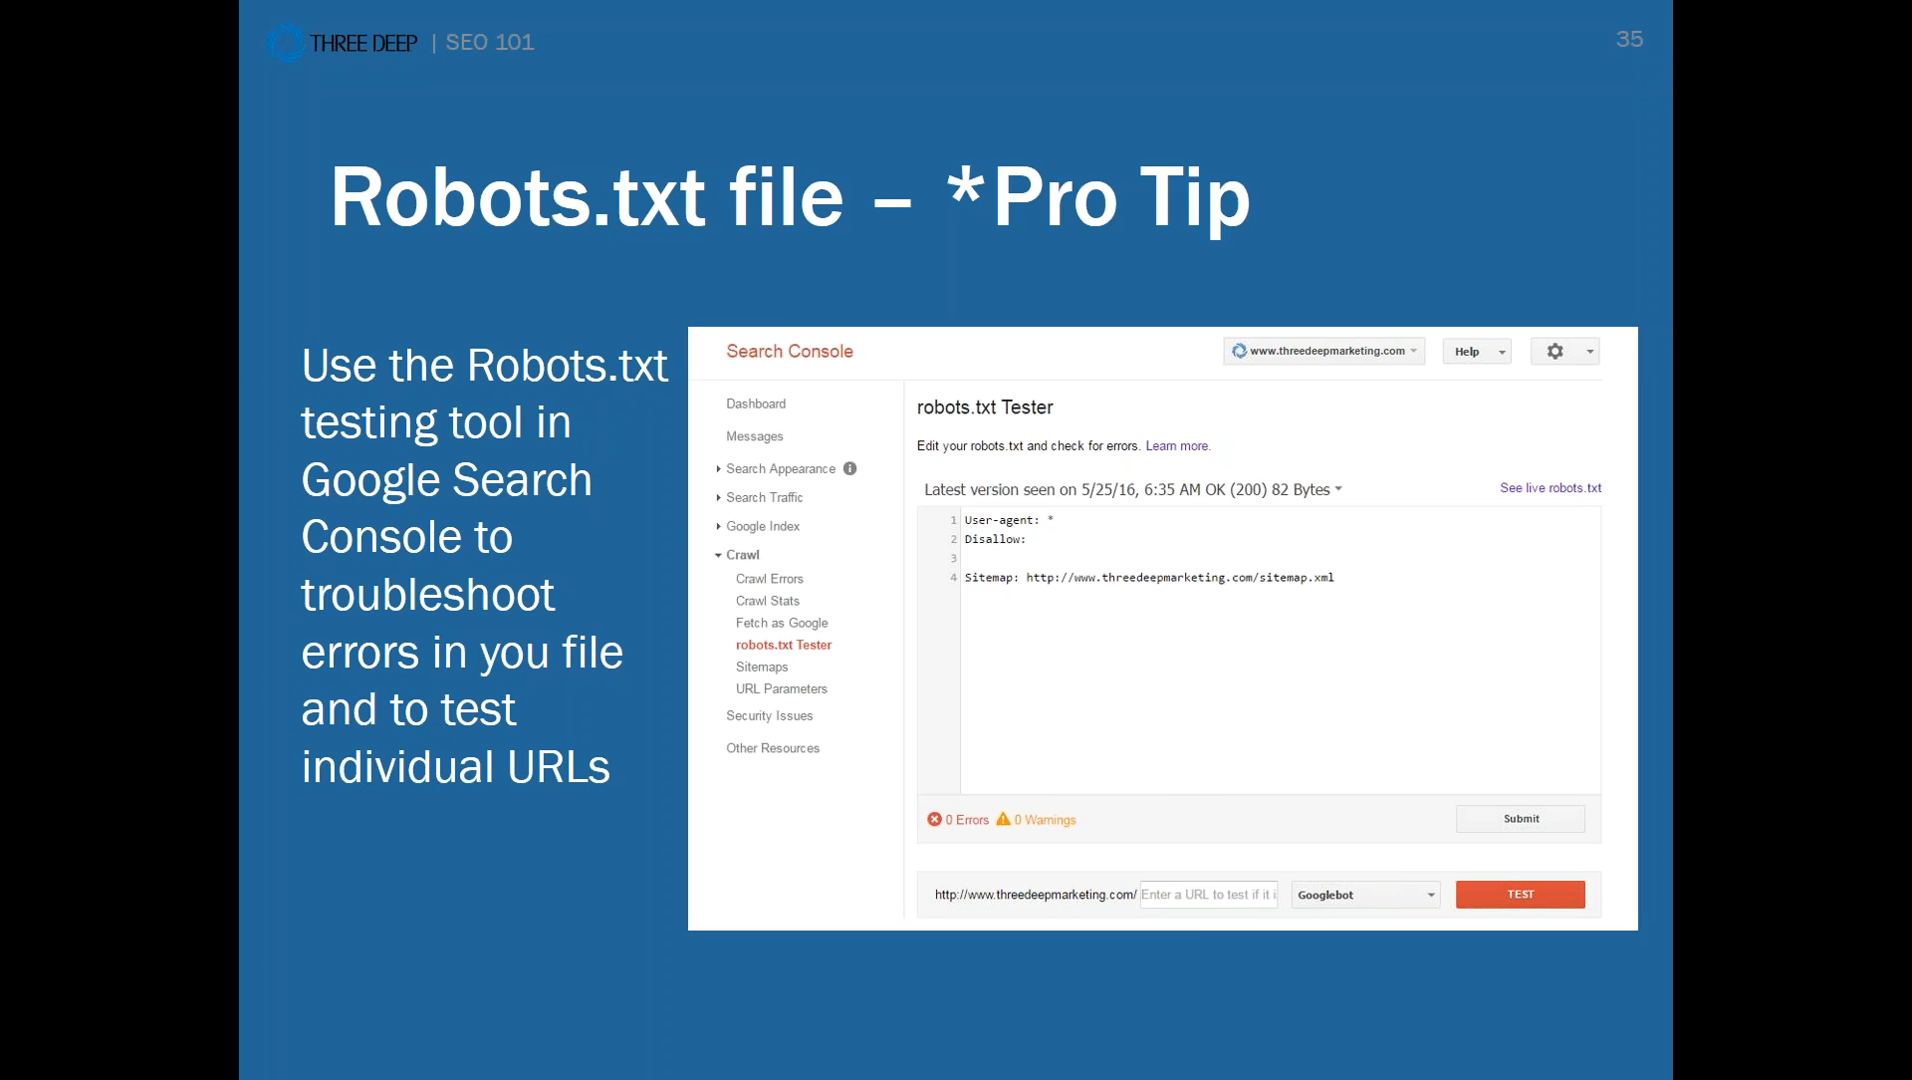 THREE DEEP | SEO 101
35
Robots.txt file – *Pro Tip
Use the Robots.txt
testing tool in
Google Search
Console to
troubleshoot
errors in you file
and to test
individual URLs
Search Console
www.threedeepmarketing.com
Help
Dashboard
Messages
Search Appearance
Search Traffic
Google Index
Crawl
Crawl Errors
Crawl Stats
Fetch as Google
robots.txt Tester
Sitemaps
URL Parameters
Security Issues
Other Resources
robots.txt Tester
Edit your robots.txt and check for errors. Learn more.
Latest version seen on 5/25/16, 6:35 AM OK (200) 82 Bytes
See live robots.txt
1 User-agent: *
2 Disallow:
3
4 Sitemap: http://www.threedeepmarketing.com/sitemap.xml
0 Errors 0 Warnings
Submit
http://www.threedeepmarketing.com/ Enter a URL to test if it i
Googlebot
TEST